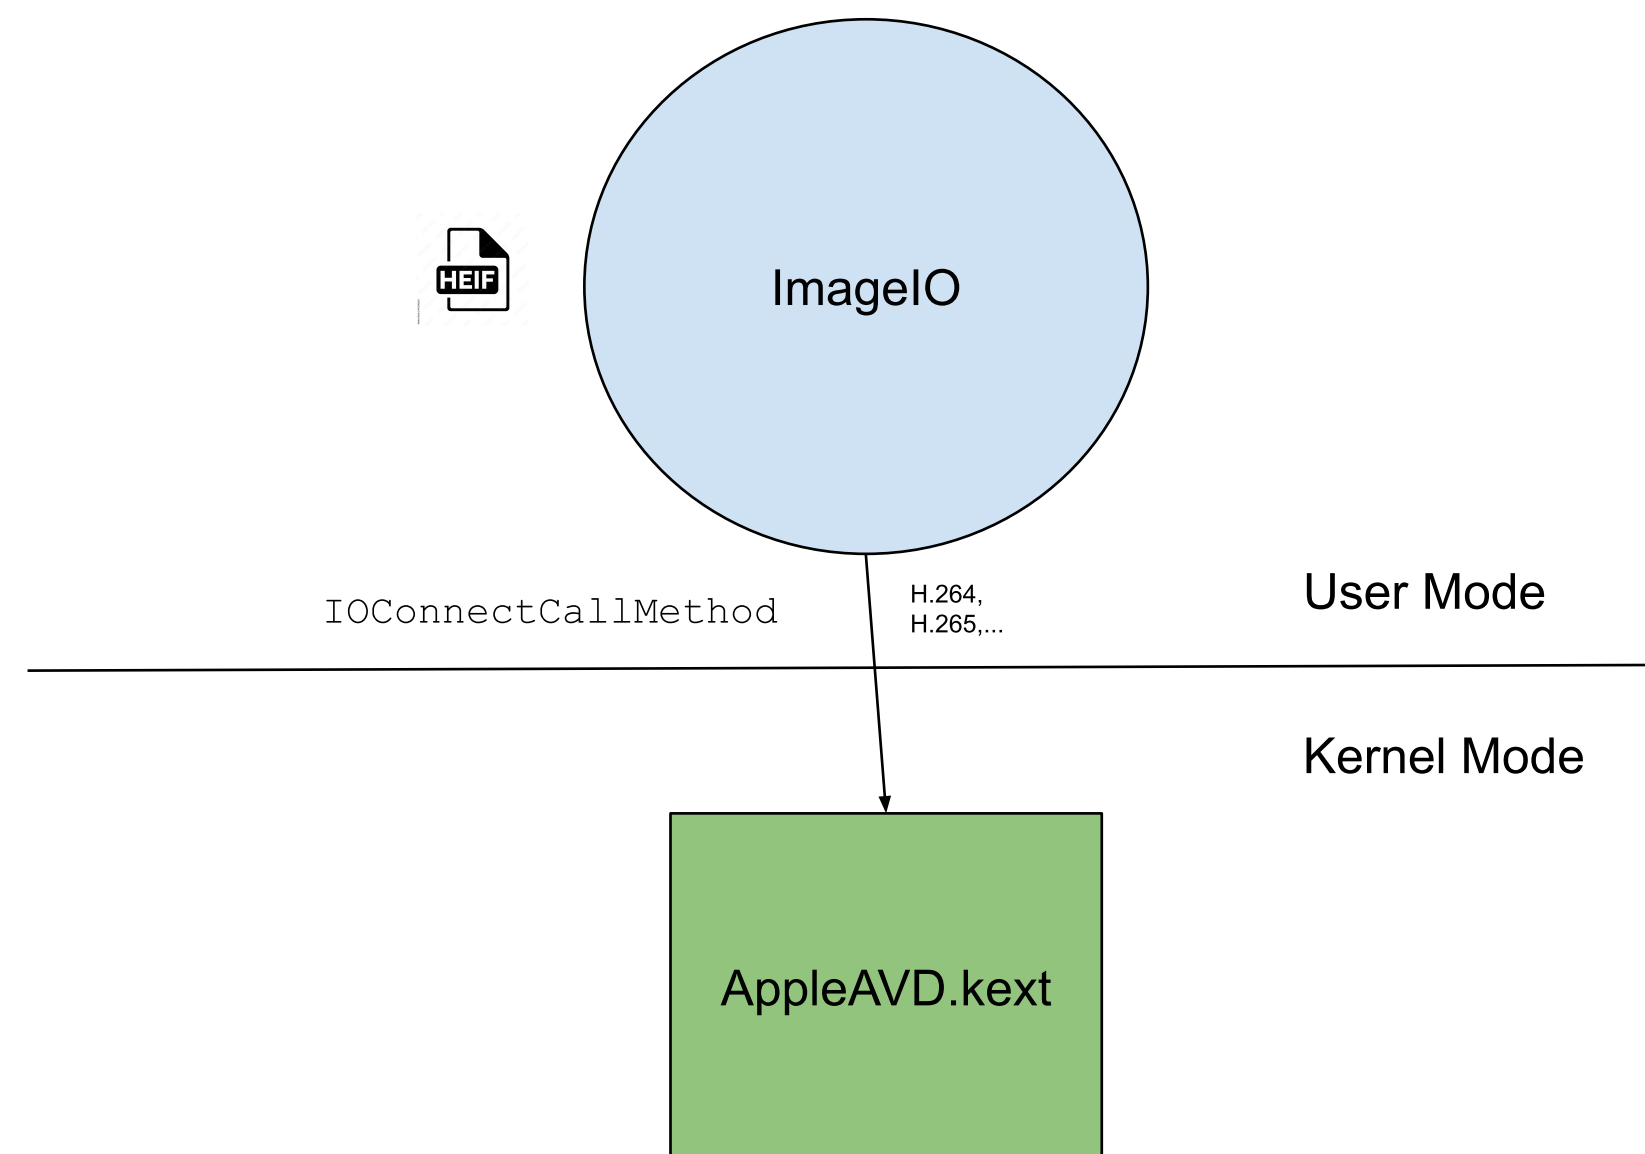 HEIF
ImageIO
IOConnectCallMethod
H.264,
H.265,...
User Mode
Kernel Mode
AppleAVD.kext